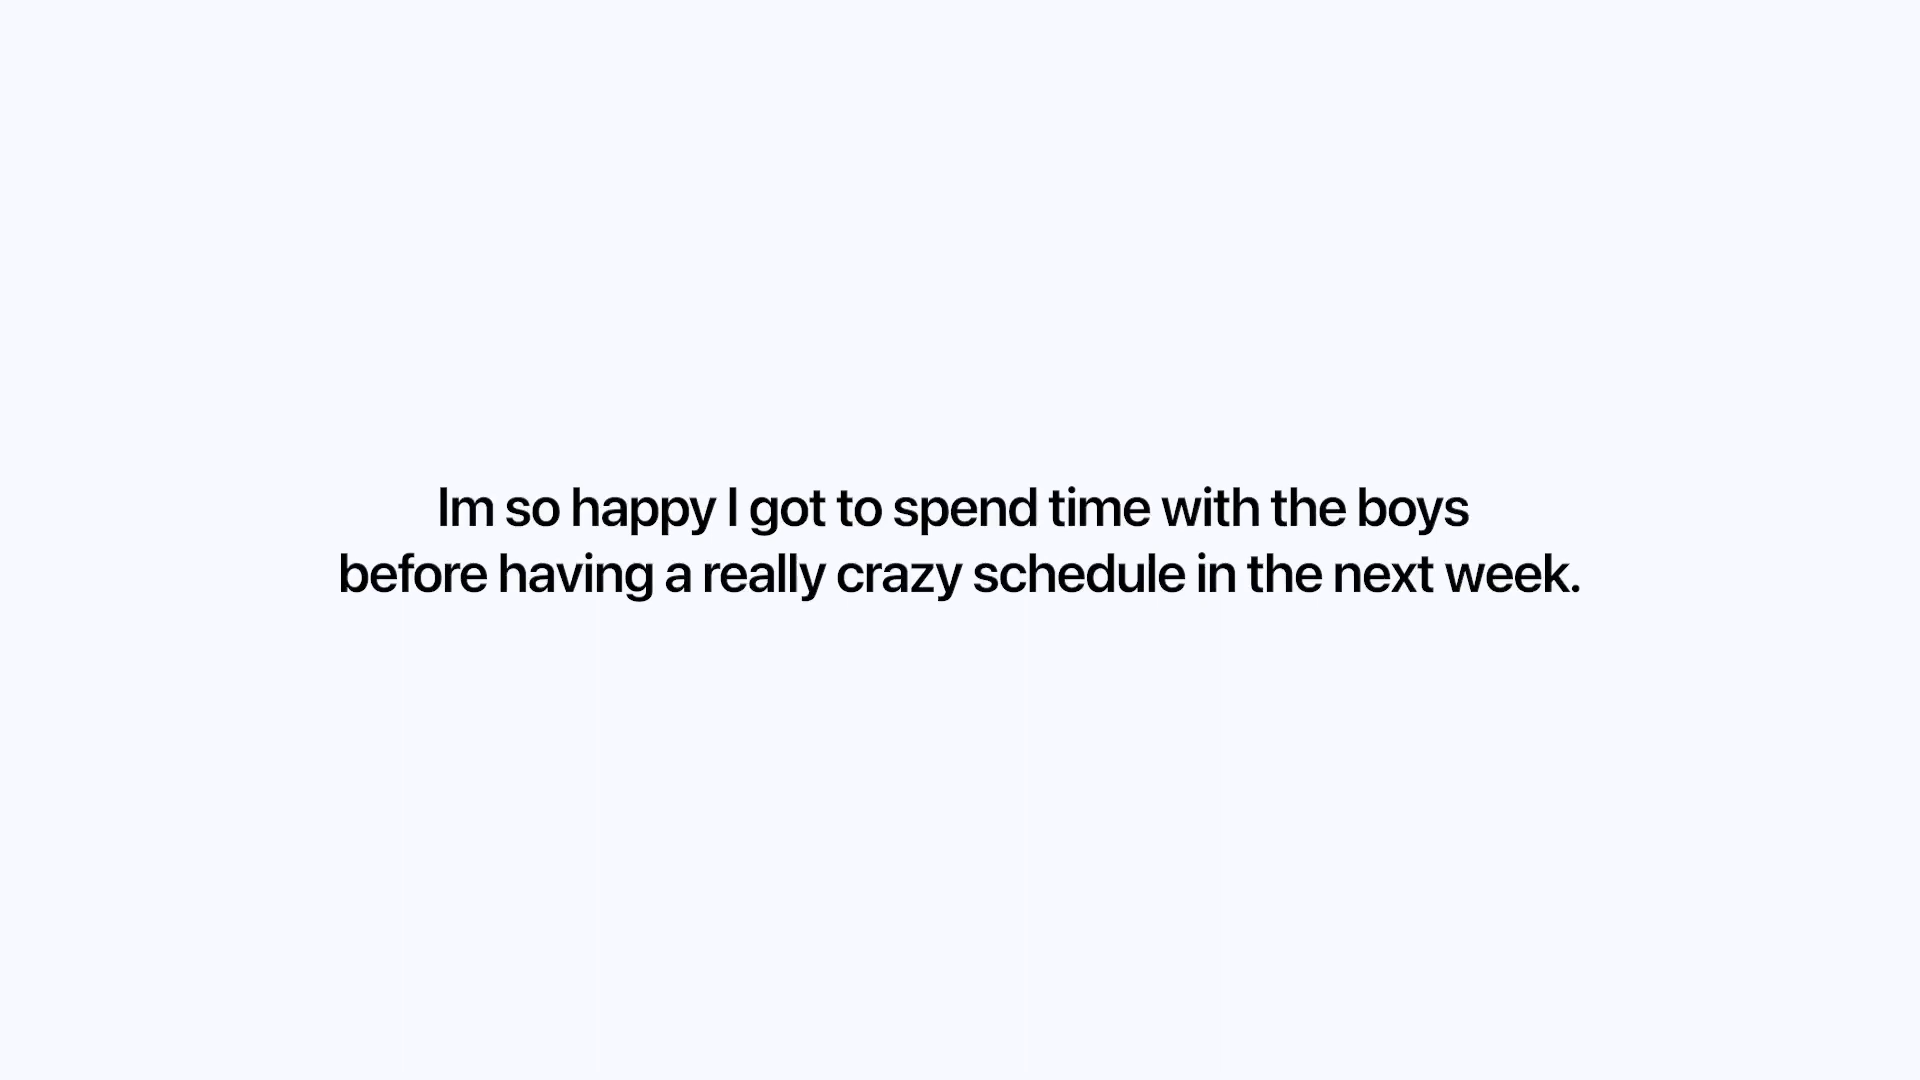 Im so happy I got to spend time with the boys
before having a really crazy schedule in the next week.